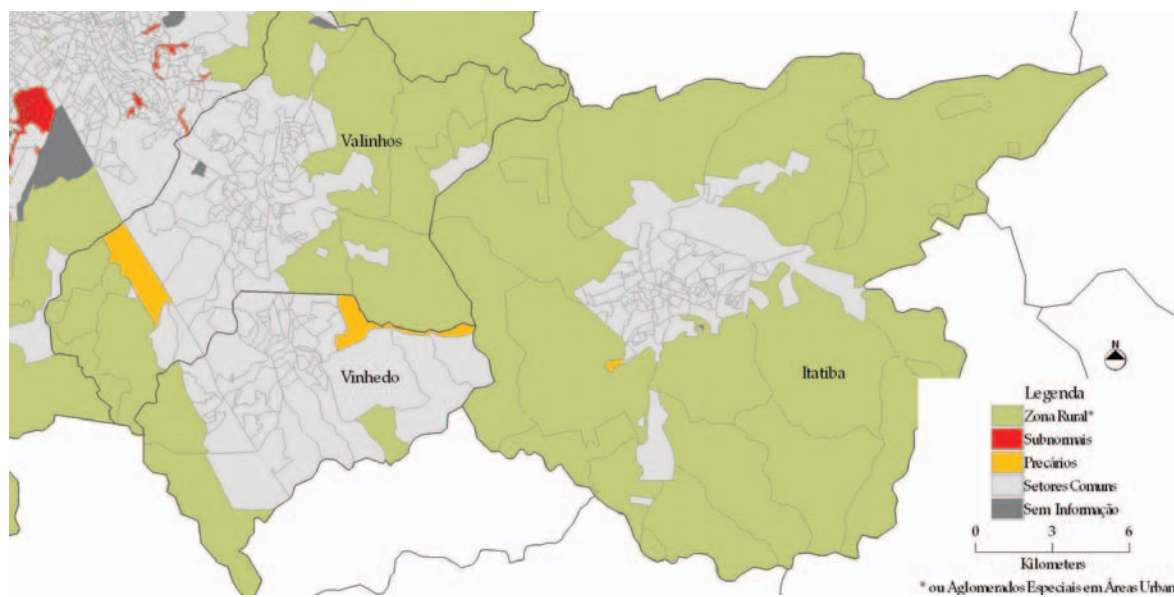 Valinhos
Vinhedo
Itatiba
N
Legenda
Zona Rural*
Subnormais
Precários
Setores Comuns
Sem Informação
0 3 6
Kilometers
* ou Aglomerados Especiais em Áreas Urban